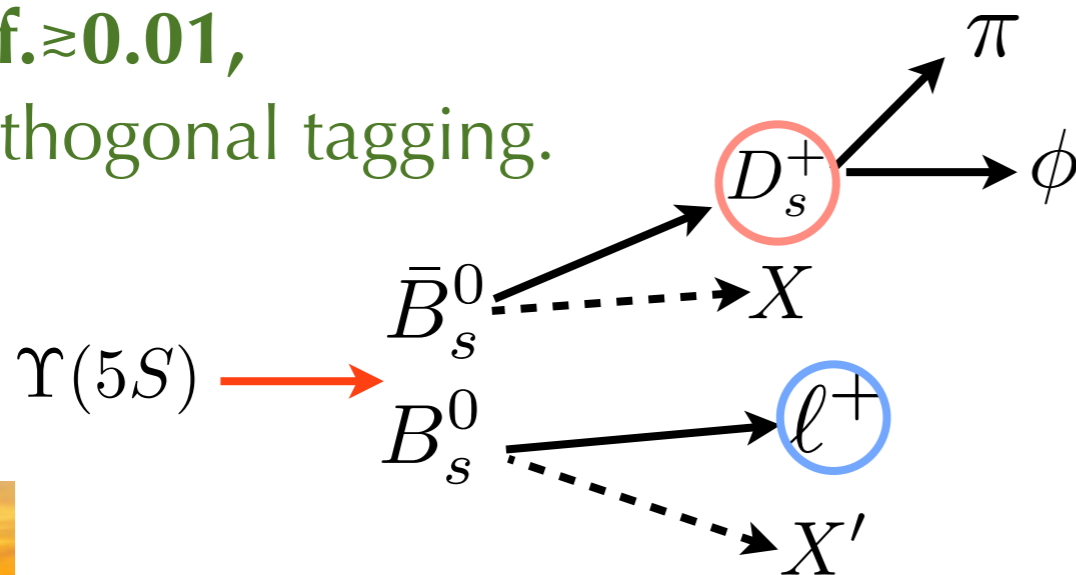 f.≳0.01,
thogonal tagging.
π
D_s^+
ϕ
B̄_s^0
X
Υ(5S)
B_s^0
ℓ^+
X′